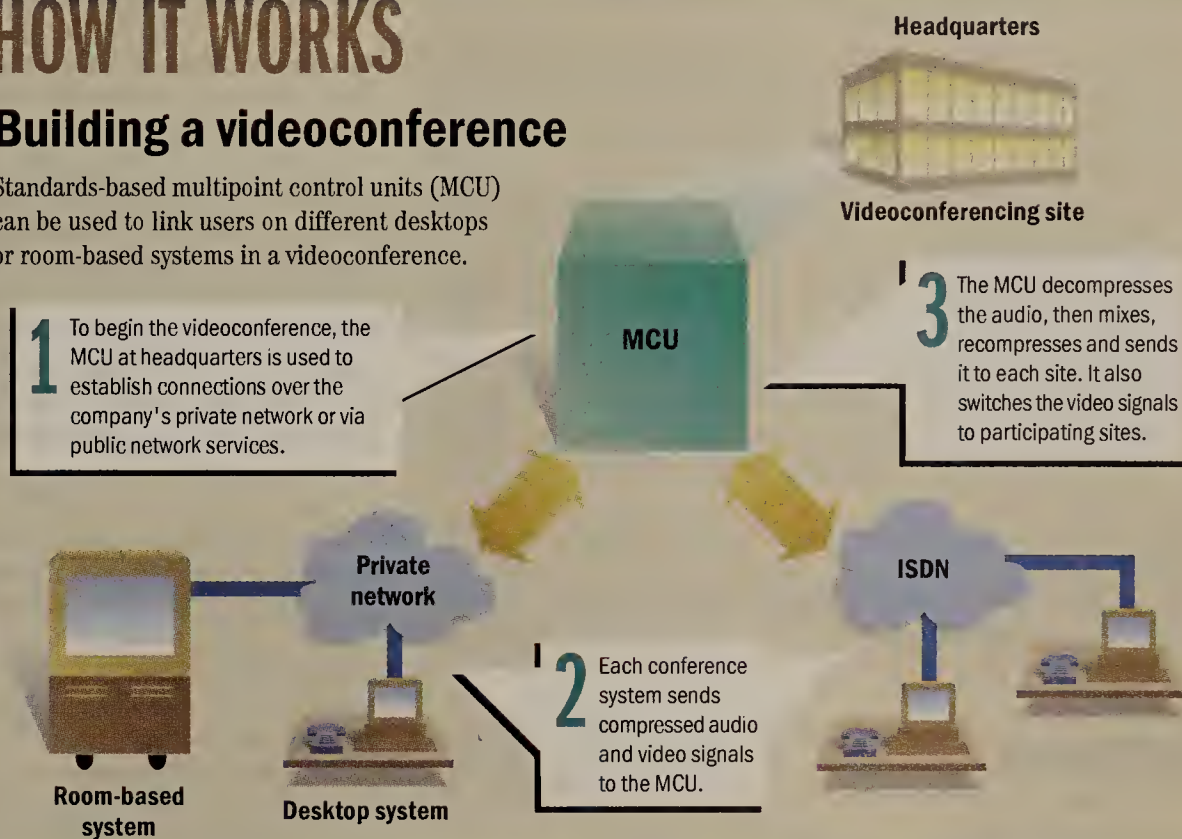 HOW IT WORKS
Building a videoconference
Standards-based multipoint control units (MCU)
can be used to link users on different desktops
or room-based systems in a videoconference.
Headquarters
Videoconferencing site
MCU
1
To begin the videoconference, the
MCU at headquarters is used to
establish connections over the
company's private network or via
public network services.
3
The MCU decompresses
the audio, then mixes,
recompresses and sends
it to each site. It also
switches the video signals
to participating sites.
Private
network
ISDN
2
Each conference
system sends
compressed audio
and video signals
to the MCU.
Room-based
system
Desktop system